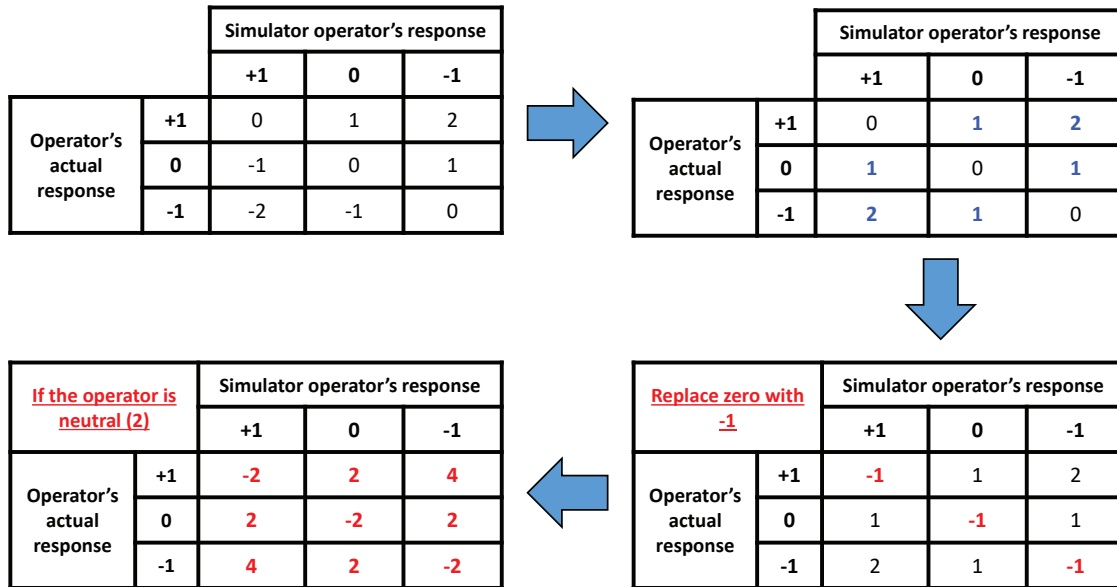 Simulator operator's response
+1 0 -1
Operator's actual response
+1 0 1 2
0 -1 0 1
-1 -2 -1 0
Simulator operator's response
+1 0 -1
Operator's actual response
+1 0 1 2
0 1 0 1
-1 2 1 0
If the operator is
neutral (2)
Simulator operator's response
+1 0 -1
Operator's actual response
+1 -2 2 4
0 2 -2 2
-1 4 2 -2
Replace zero with
-1
Simulator operator's response
+1 0 -1
Operator's actual response
+1 -1 1 2
0 1 -1 1
-1 2 1 -1